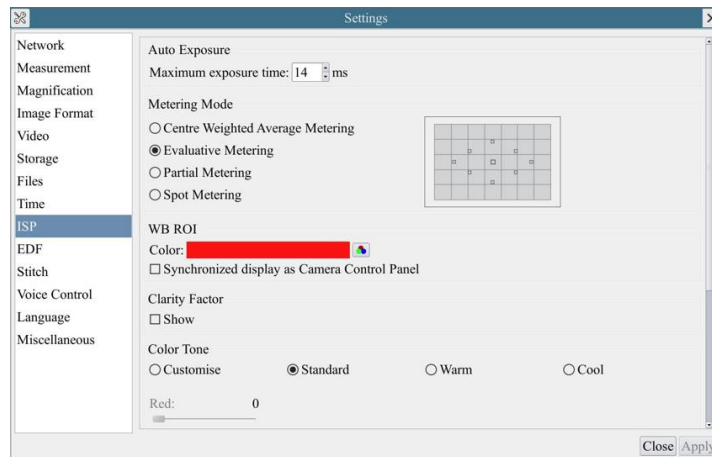 Settings
Network
Measurement
Magnification
Image Format
Video
Storage
Files
Time
ISP
EDF
Stitch
Voice Control
Language
Miscellaneous
Auto Exposure
Maximum exposure time: 14 ms
Metering Mode
Centre Weighted Average Metering
Evaluative Metering
Partial Metering
Spot Metering
WB ROI
Color:
Synchronized display as Camera Control Panel
Clarity Factor
Show
Color Tone
Customise Standard Warm Cool
Red: 0
Close Apply